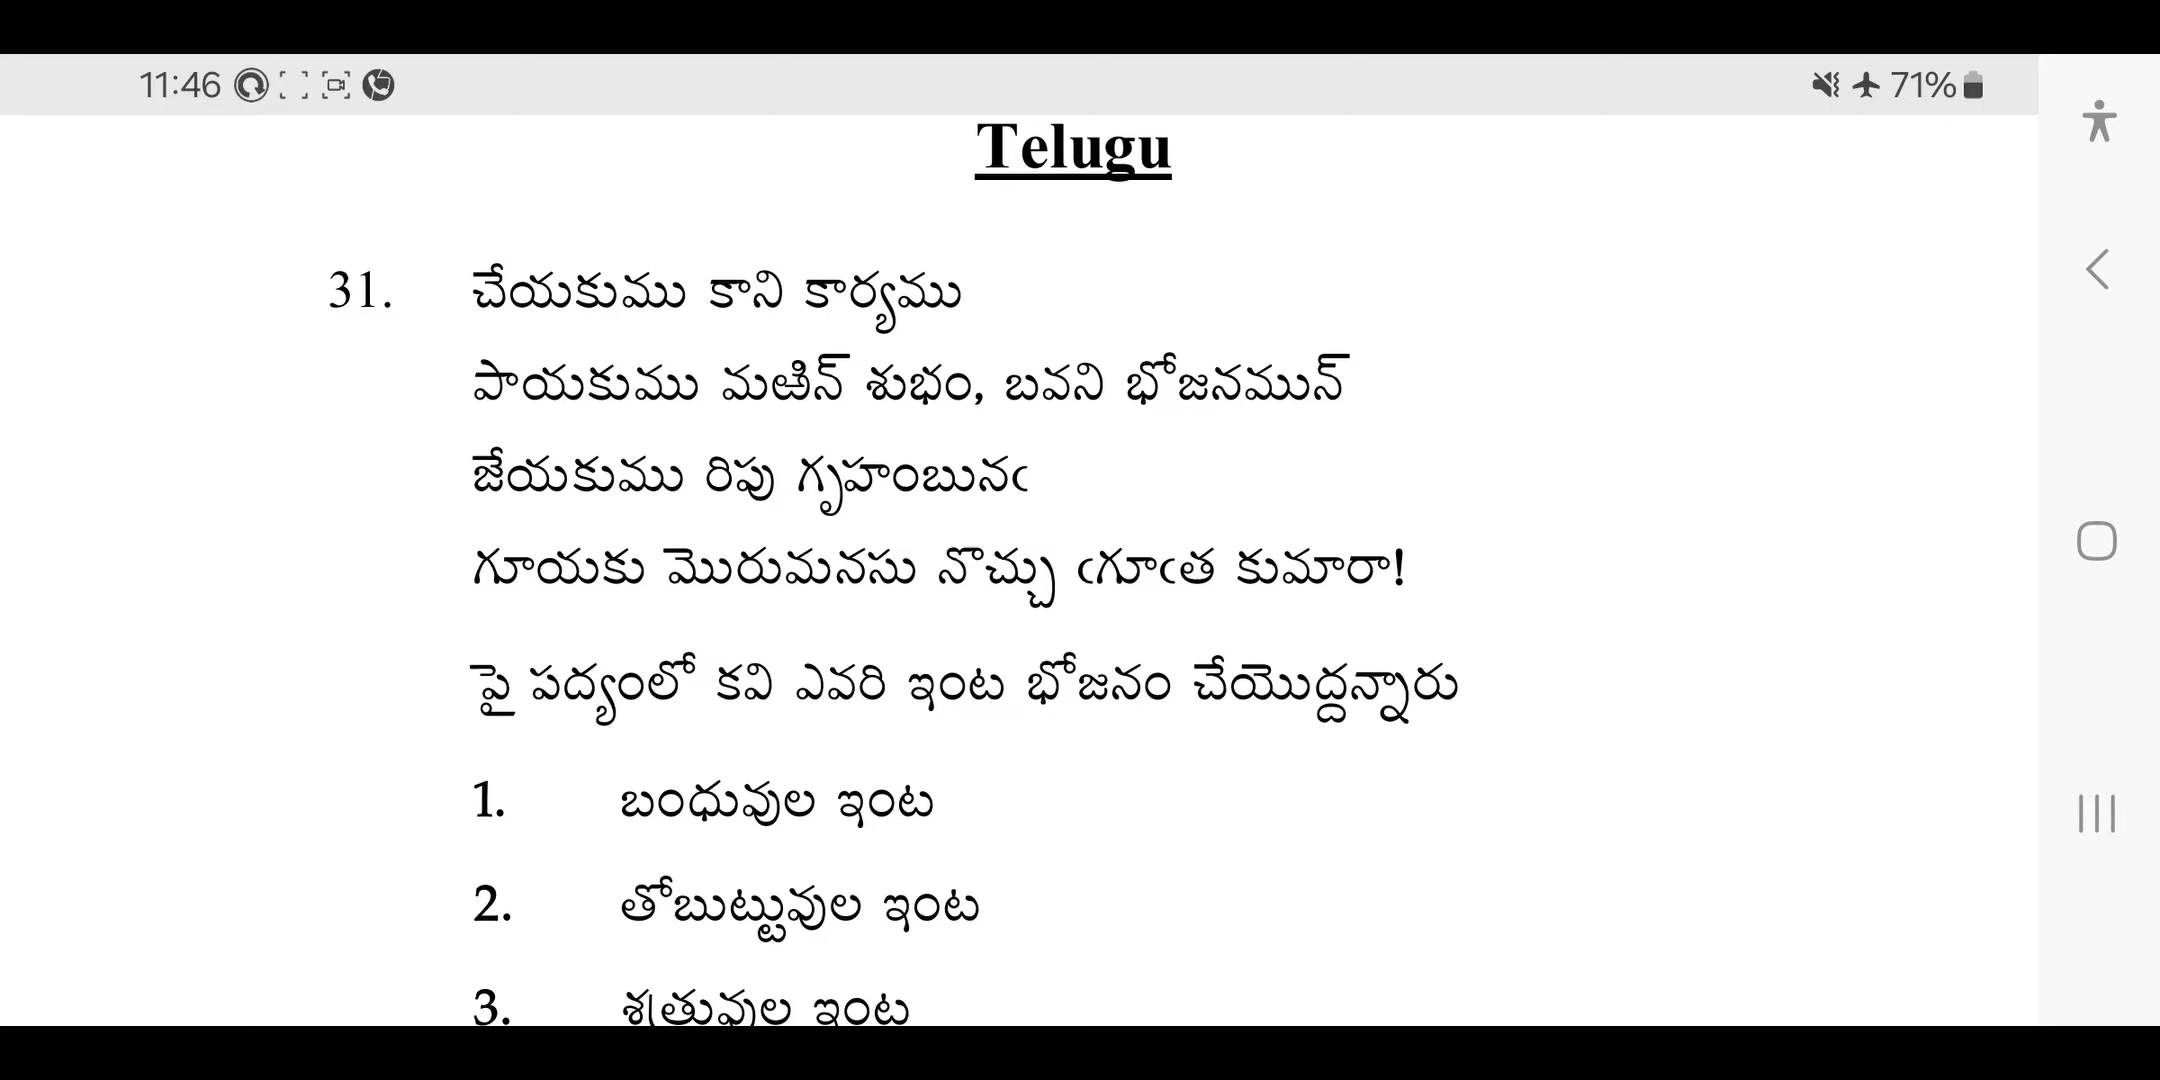 11:46
71%
Telugu
31. చేయకుము కాని కార్యము
పాయకుము మఱిన్ శుభం, బవని భోజనమున్
జేయకుము రిపు గృహంబునఁ
గూయకు మొరుమనసు నొచ్చు ఁగూఁత కుమారా!
పై పద్యంలో కవి ఎవరి ఇంట భోజనం చేయొద్దన్నారు
1. బంధువుల ఇంట
2. తోబుట్టువుల ఇంట
3. శత్రువుల ఇంట